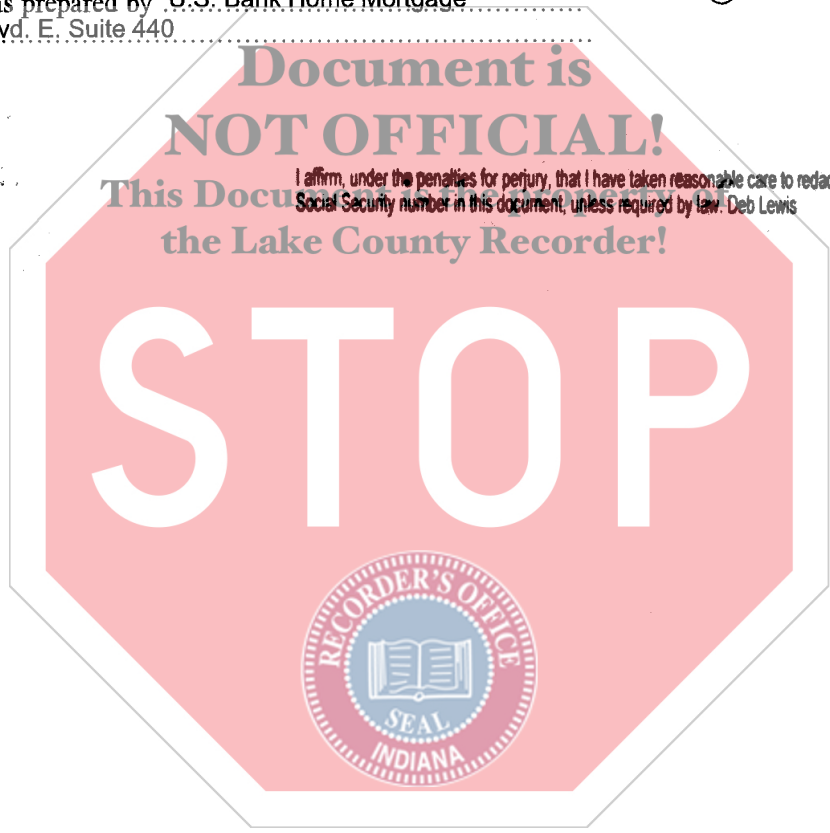 s prepared by U.S. Bank Home Mortgage
vd. E. Suite 440
Document is
NOT OFFICIAL!
I affirm, under the penalties for perjury, that I have taken reasonable care to redac
This Document is the property of
Social Security number in this document, unless required by law. Deb Lewis
the Lake County Recorder!
STOP
RECORDER'S OFFICE
SEAL
INDIANA